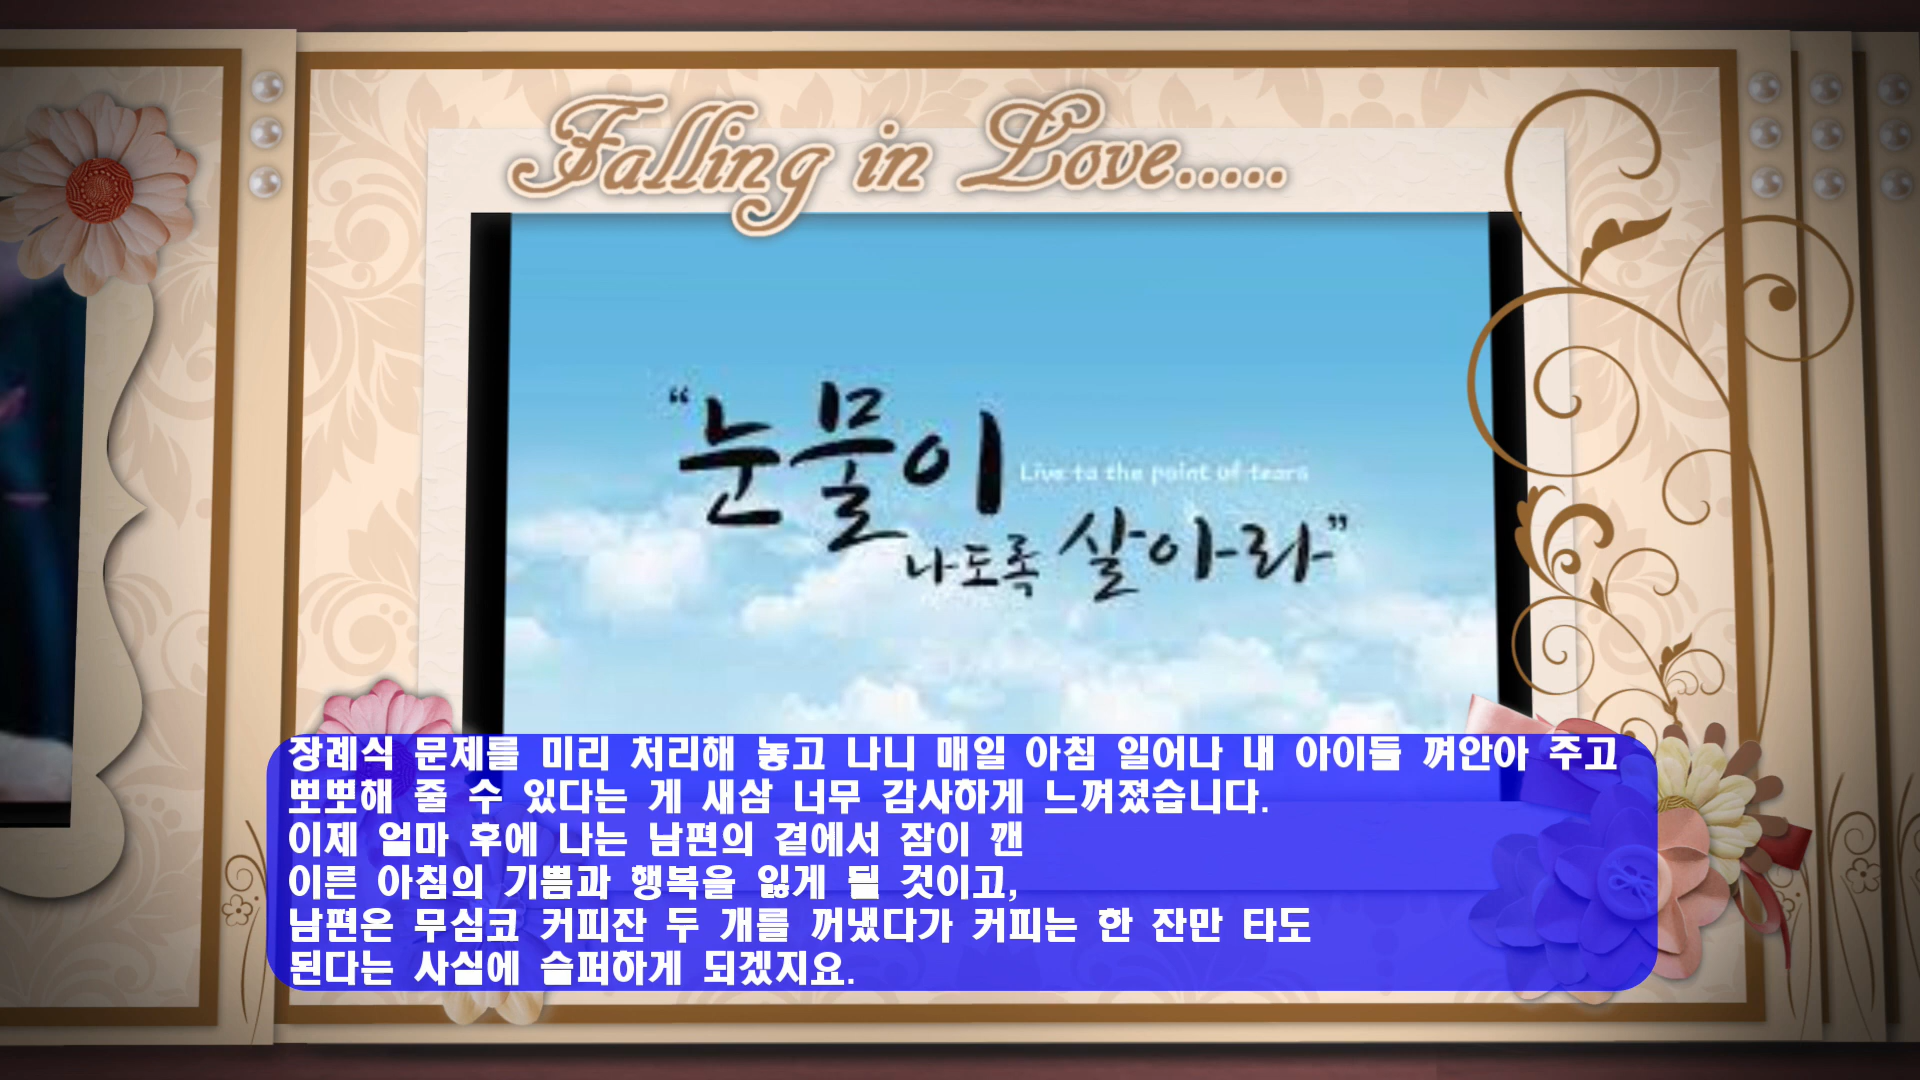 Falling in Love.....
“눈물이
Live to the point of tears
나도록 살아라”
장례식 문제를 미리 처리해 놓고 나니 매일 아침 일어나 내 아이들 껴안아 주고
뽀뽀해 줄 수 있다는 게 새삼 너무 감사하게 느껴졌습니다.
이제 얼마 후에 나는 남편의 곁에서 잠이 깬
이른 아침의 기쁨과 행복을 잃게 될 것이고,
남편은 무심코 커피잔 두 개를 꺼냈다가 커피는 한 잔만 타도
된다는 사실에 슬퍼하게 되겠지요.